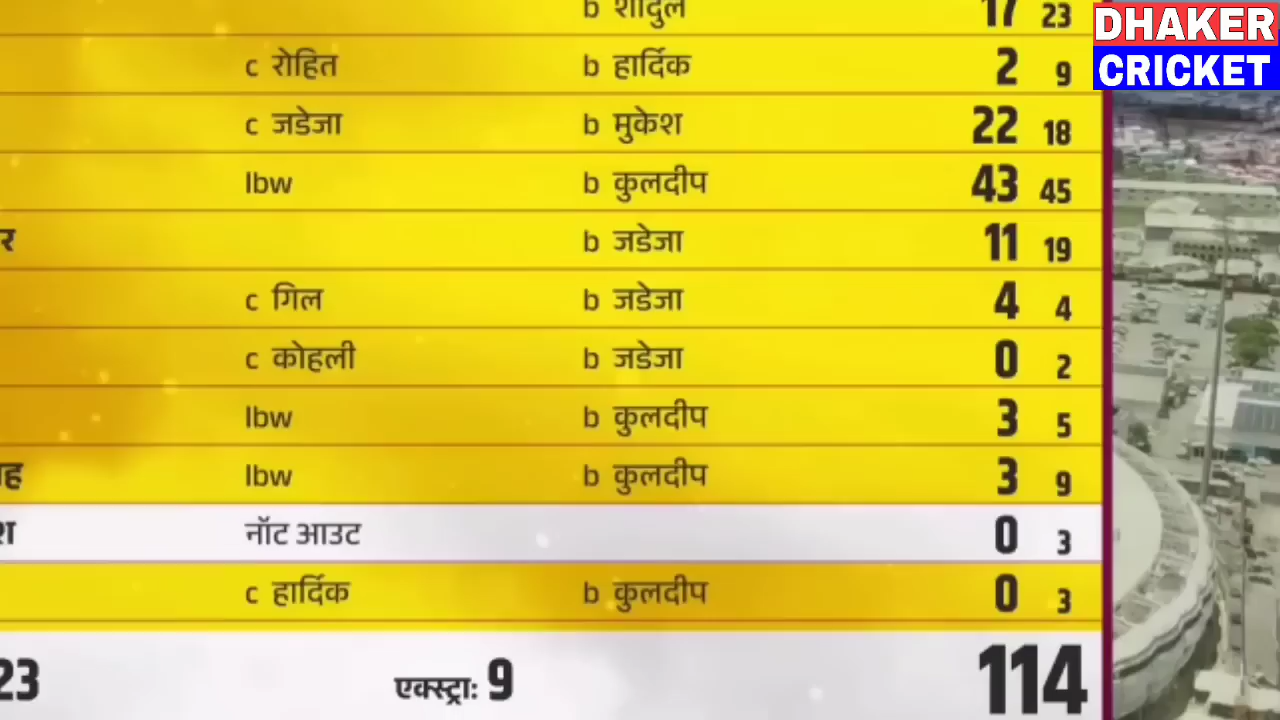 b शार्दुल 17 23
DHAKER
CRICKET
c रोहित b हार्दिक 2 9
c जडेजा b मुकेश 22 18
lbw b कुलदीप 43 45
र b जडेजा 11 19
c गिल b जडेजा 4 4
c कोहली b जडेजा 0 2
lbw b कुलदीप 3 5
lbw b कुलदीप 3 9
नॉट आउट 0 3
c हार्दिक b कुलदीप 0 3
23 एक्स्ट्रा: 9 114